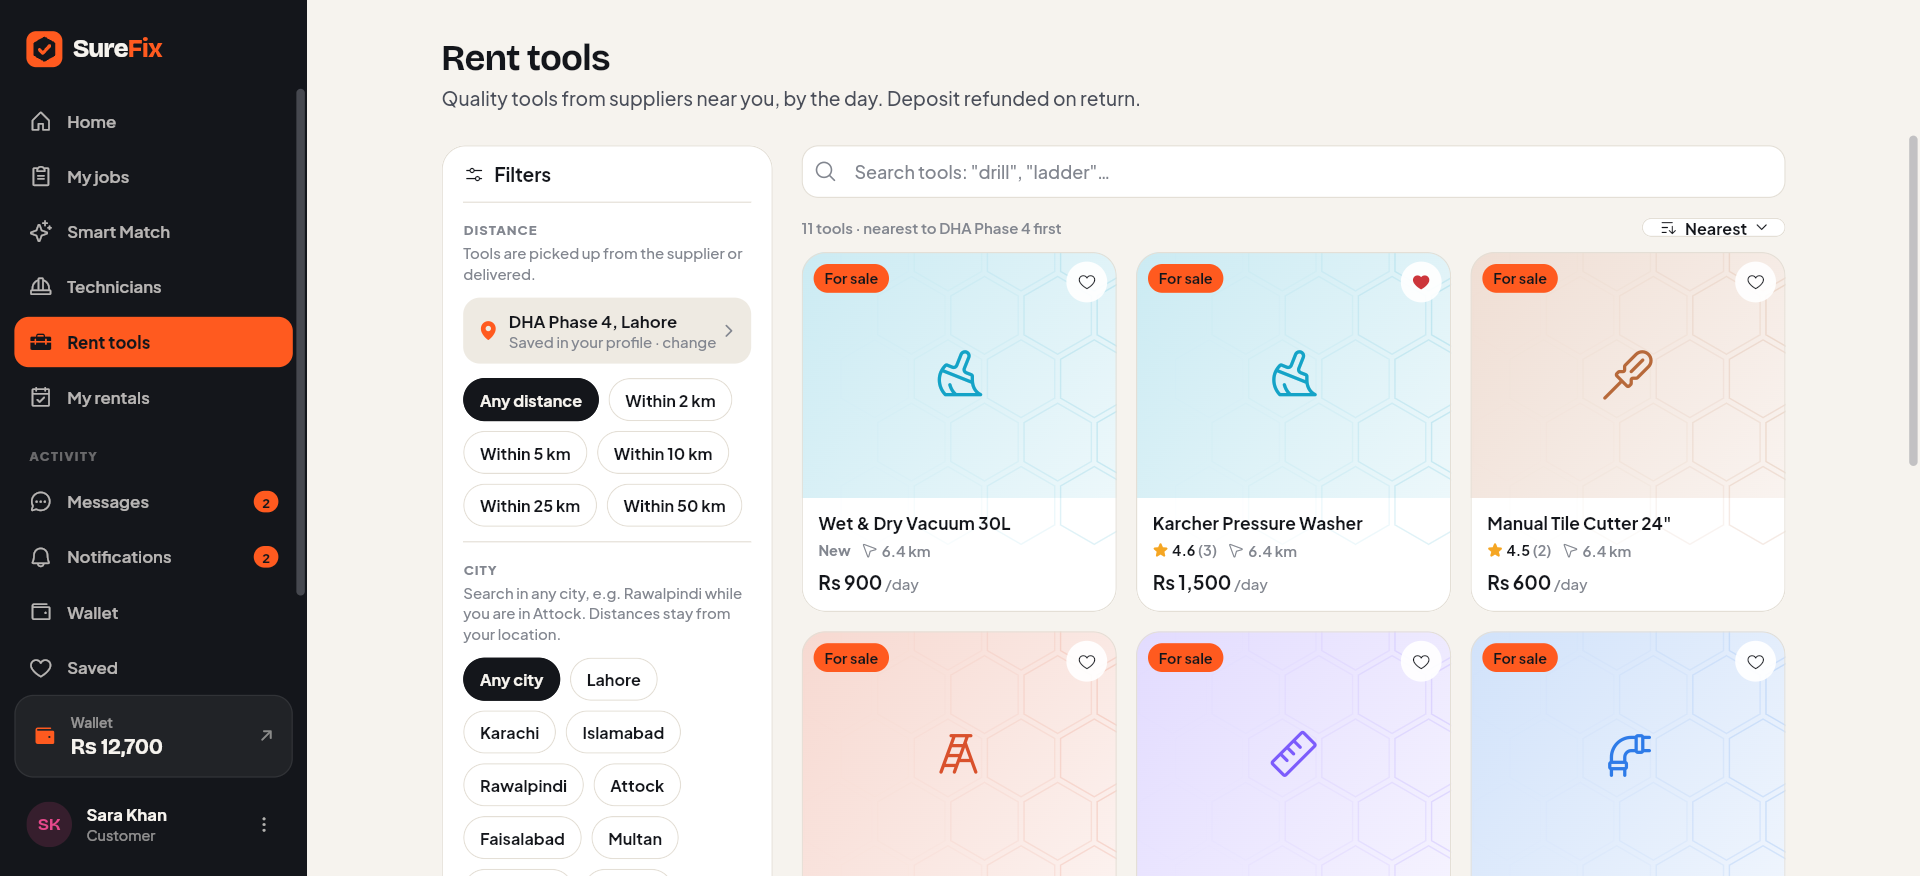 SureFix
Home
My jobs
Smart Match
Technicians
Rent tools
My rentals
ACTIVITY
Messages
2
Notifications
2
Wallet
Saved
Wallet
Rs 12,700
SK
Sara Khan
Customer
Rent tools
Quality tools from suppliers near you, by the day. Deposit refunded on return.
Filters
DISTANCE
Tools are picked up from the supplier or
delivered.
DHA Phase 4, Lahore
Saved in your profile · change
Any distance
Within 2 km
Within 5 km
Within 10 km
Within 25 km
Within 50 km
CITY
Search in any city, e.g. Rawalpindi while
you are in Attock. Distances stay from
your location.
Any city
Lahore
Karachi
Islamabad
Rawalpindi
Attock
Faisalabad
Multan
Search tools: "drill", "ladder"...
11 tools · nearest to DHA Phase 4 first
Nearest
For sale
Wet & Dry Vacuum 30L
New 6.4 km
Rs 900 /day
For sale
Karcher Pressure Washer
4.6 (3) 6.4 km
Rs 1,500 /day
For sale
Manual Tile Cutter 24"
4.5 (2) 6.4 km
Rs 600 /day
For sale
For sale
For sale